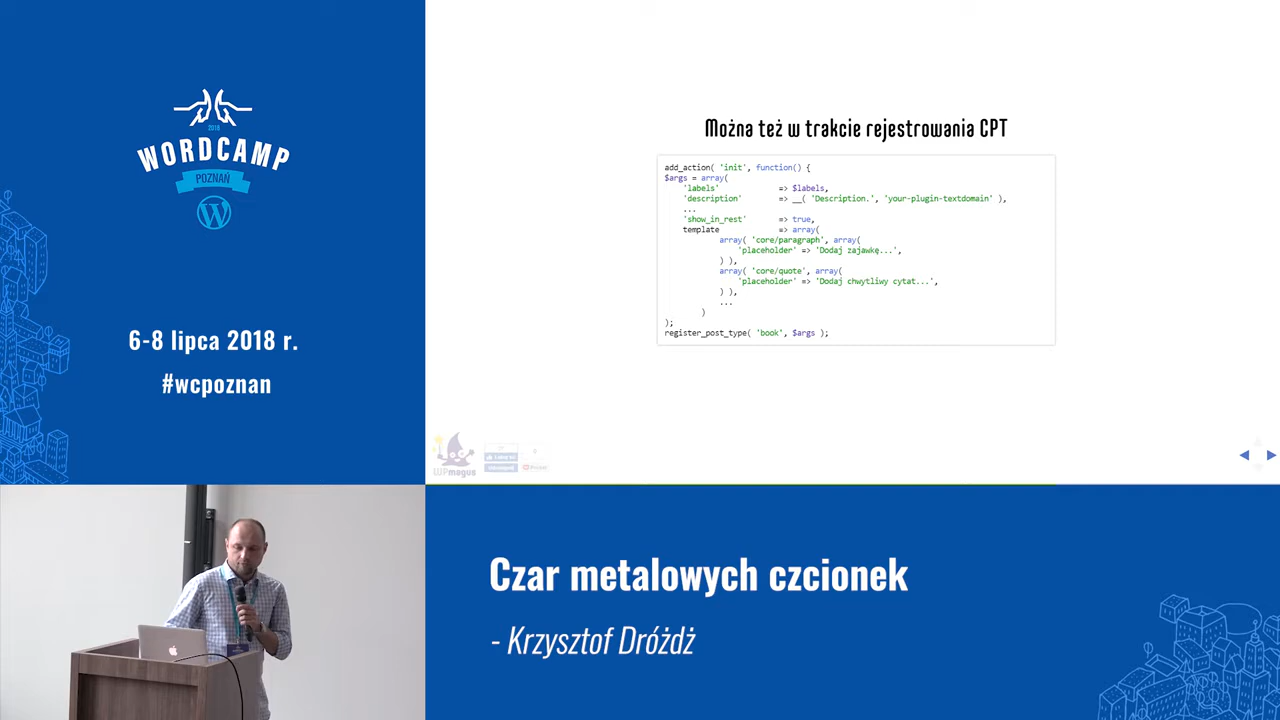 2018
WORDCAMP
POZNAŃ
6-8 lipca 2018 r.
#wcpoznan
Można też w trakcie rejestrowania CPT
add_action( 'init', function() {
$args = array(
'labels' => $labels,
'description' => __( 'Description.', 'your-plugin-textdomain' ),
...
'show_in_rest' => true,
template => array(
array( 'core/paragraph', array(
'placeholder' => 'Dodaj zajawkę...',
) ),
array( 'core/quote', array(
'placeholder' => 'Dodaj chwytliwy cytat...',
) ),
...
)
);
register_post_type( 'book', $args );
WPmagus
Czar metalowych czcionek
- Krzysztof Dróżdż